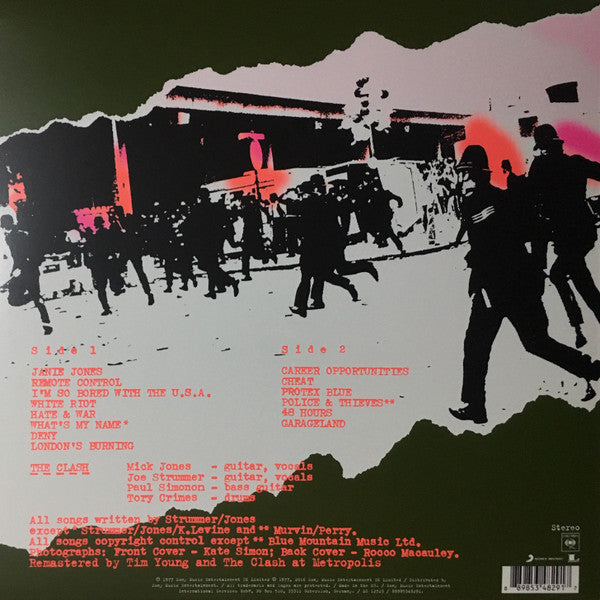 Side 1
JANIE JONES
REMOTE CONTROL
I'M SO BORED WITH THE U.S.A.
WHITE RIOT
HATE & WAR
WHAT'S MY NAME*
DENY
LONDON'S BURNING
Side 2
CAREER OPPORTUNITIES
CHEAT
PROTEX BLUE
POLICE & THIEVES**
48 HOURS
GARAGELAND
THE CLASH
Mick Jones - guitar, vocals
Joe Strummer - guitar, vocals
Paul Simonon - bass guitar
Tory Crimes - drums
All songs written by Strummer/Jones
except * Strummer/Jones/K.Levine and ** Murvin/Perry.
All songs copyright control except ** Blue Mountain Music Ltd.
Photographs: Front Cover - Kate Simon; Back Cover - Rocco Macauley.
Remastered by Tim Young and The Clash at Metropolis
Stereo